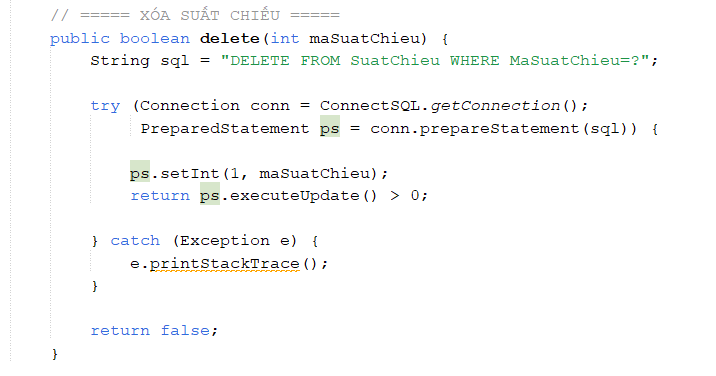 // ===== XÓA SUẤT CHIẾU =====
public boolean delete(int maSuatChieu) {
String sql = "DELETE FROM SuatChieu WHERE MaSuatChieu=?";
try (Connection conn = ConnectSQL.getConnection();
PreparedStatement ps = conn.prepareStatement(sql)) {
ps.setInt(1, maSuatChieu);
return ps.executeUpdate() > 0;
} catch (Exception e) {
e.printStackTrace();
}
return false;
}